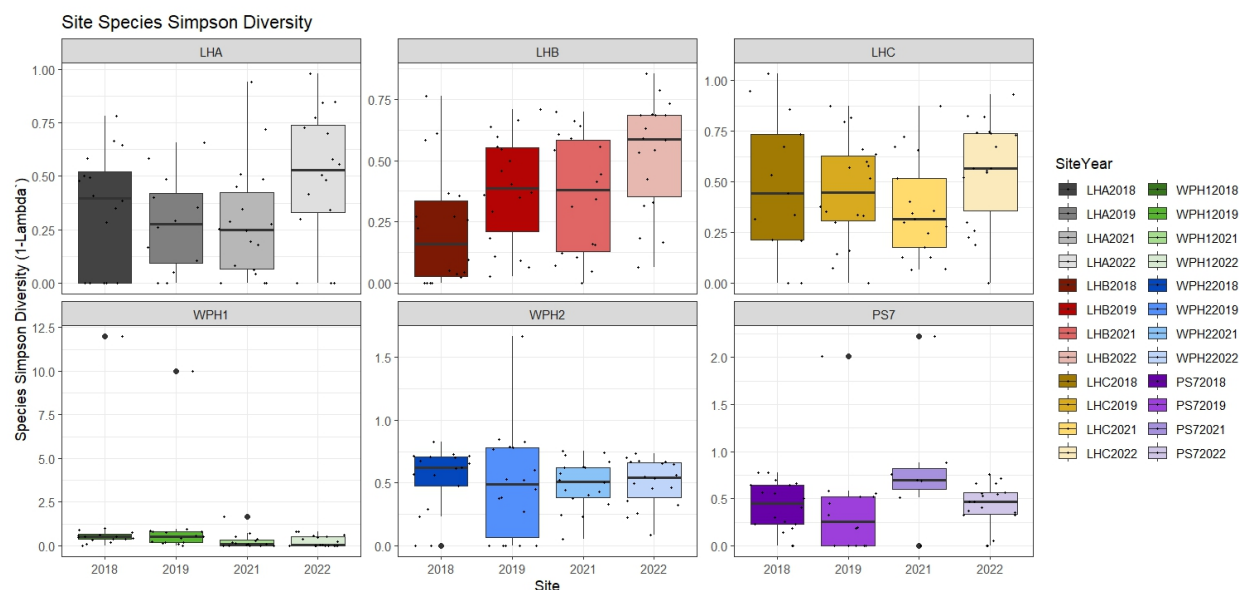 Site Species Simpson Diversity
LHA
LHB
LHC
1.00
0.75
0.50
0.25
0.00
0.75
0.50
0.25
0.00
1.00
0.75
0.50
0.25
0.00
WPH1
WPH2
PS7
12.5
10.0
7.5
5.0
2.5
0.0
1.5
1.0
0.5
0.0
2.0
1.5
1.0
0.5
0.0
2018 2019 2021 2022
2018 2019 2021 2022
2018 2019 2021 2022
Site
Species Simpson Diversity (1-Lambda`)
SiteYear
LHA2018
LHA2019
LHA2021
LHA2022
LHB2018
LHB2019
LHB2021
LHB2022
LHC2018
LHC2019
LHC2021
LHC2022
WPH12018
WPH12019
WPH12021
WPH12022
WPH22018
WPH22019
WPH22021
WPH22022
PS72018
PS72019
PS72021
PS72022